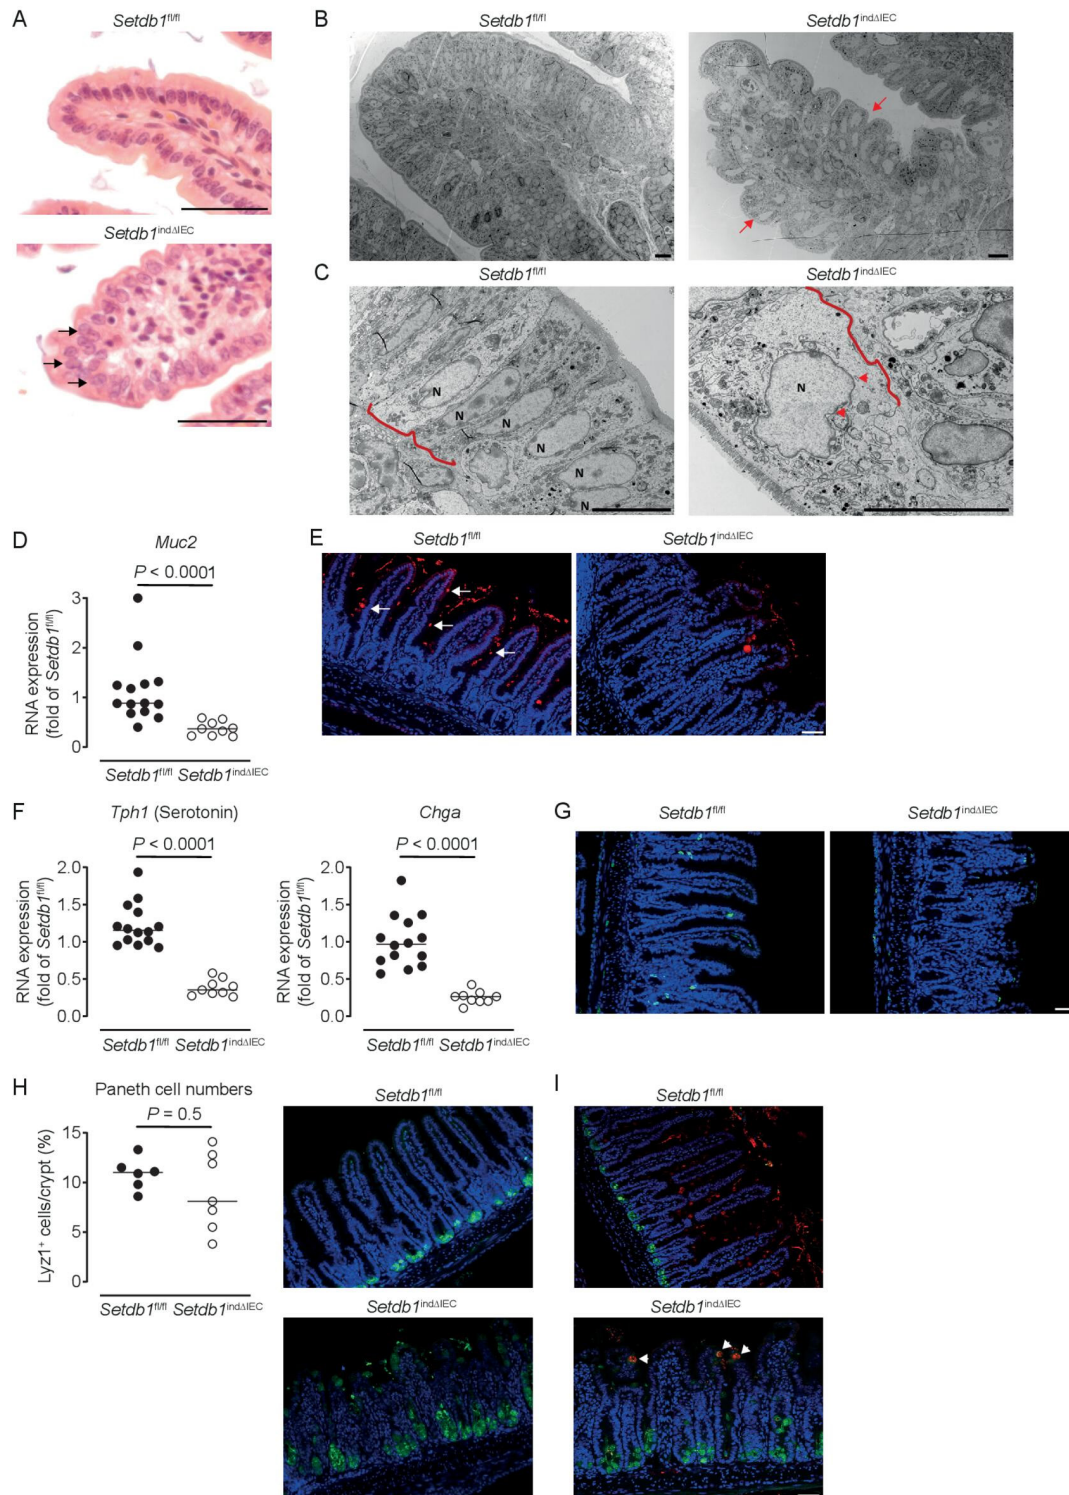 A
Setdb1fl/fl
Setdb1indΔIEC
B
Setdb1fl/fl
Setdb1indΔIEC
C
Setdb1fl/fl
Setdb1indΔIEC
N
N
N
N
N
N
N
D
Muc2
P < 0.0001
RNA expression
(fold of Setdb1fl/fl)
3
2
1
0
Setdb1fl/fl Setdb1indΔIEC
E
Setdb1fl/fl
Setdb1indΔIEC
F
Tph1 (Serotonin)
P < 0.0001
RNA expression
(fold of Setdb1fl/fl)
2.0
1.5
1.0
0.5
0.0
Setdb1fl/fl Setdb1indΔIEC
Chga
P < 0.0001
RNA expression
(fold of Setdb1fl/fl)
2.0
1.5
1.0
0.5
0.0
Setdb1fl/fl Setdb1indΔIEC
G
Setdb1fl/fl
Setdb1indΔIEC
H
Paneth cell numbers
P = 0.5
Lyz1+ cells/crypt (%)
15
10
5
0
Setdb1fl/fl Setdb1indΔIEC
Setdb1fl/fl
Setdb1indΔIEC
I
Setdb1fl/fl
Setdb1indΔIEC